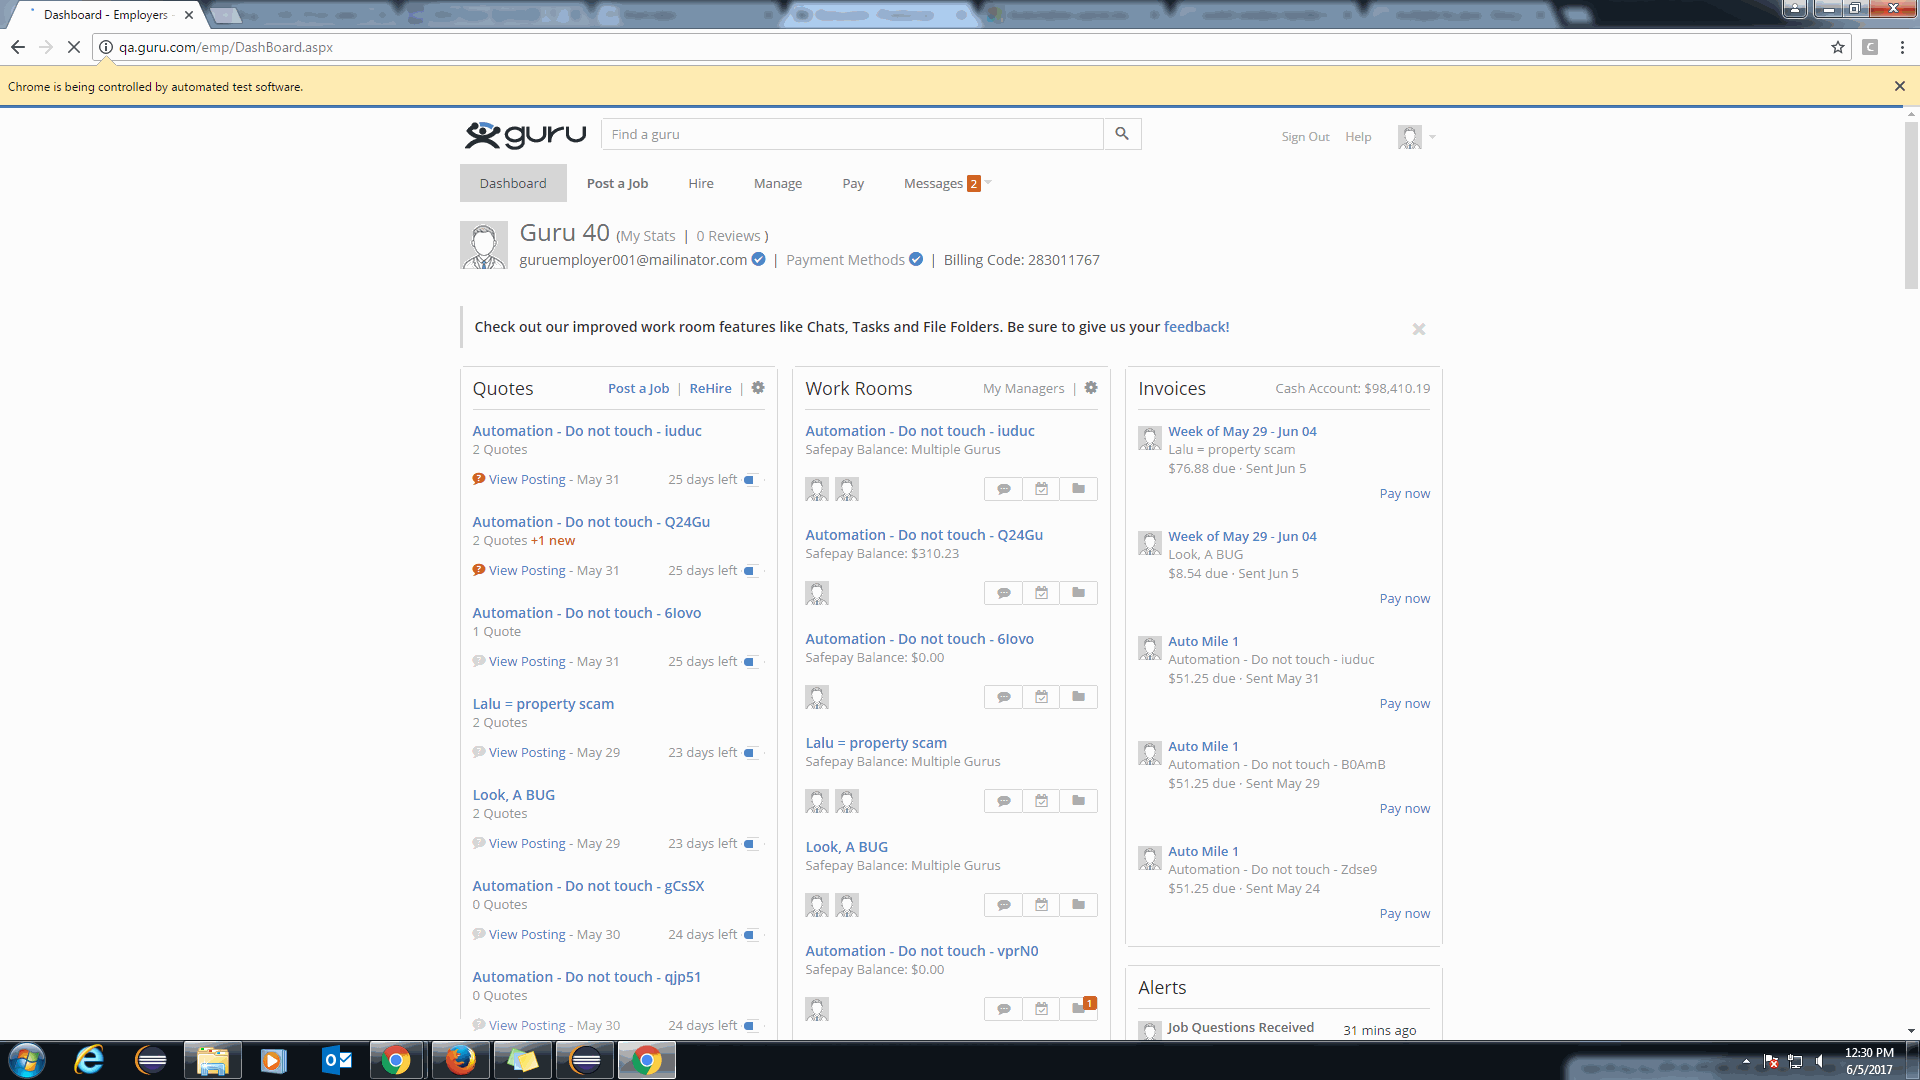 Dashboard - Employers -
qa.guru.com/emp/DashBoard.aspx
C
Chrome is being controlled by automated test software.
guru
Find a guru
Sign Out Help
Dashboard Post a Job Hire Manage Pay Messages 2
Guru 40 (My Stats | 0 Reviews )
guruemployer001@mailinator.com | Payment Methods | Billing Code: 283011767
Check out our improved work room features like Chats, Tasks and File Folders. Be sure to give us your feedback!
Quotes Post a Job | ReHire |
Automation - Do not touch - iuduc
2 Quotes
View Posting - May 31 25 days left
Automation - Do not touch - Q24Gu
2 Quotes +1 new
View Posting - May 31 25 days left
Automation - Do not touch - 6Iovo
1 Quote
View Posting - May 31 25 days left
Lalu = property scam
2 Quotes
View Posting - May 29 23 days left
Look, A BUG
2 Quotes
View Posting - May 29 23 days left
Automation - Do not touch - gCsSX
0 Quotes
View Posting - May 30 24 days left
Automation - Do not touch - qjp51
0 Quotes
View Posting - May 30 24 days left
Work Rooms My Managers |
Automation - Do not touch - iuduc
Safepay Balance: Multiple Gurus
Automation - Do not touch - Q24Gu
Safepay Balance: $310.23
Automation - Do not touch - 6Iovo
Safepay Balance: $0.00
Lalu = property scam
Safepay Balance: Multiple Gurus
Look, A BUG
Safepay Balance: Multiple Gurus
Automation - Do not touch - vprN0
Safepay Balance: $0.00
1
Invoices Cash Account: $98,410.19
Week of May 29 - Jun 04
Lalu = property scam
$76.88 due · Sent Jun 5
Pay now
Week of May 29 - Jun 04
Look, A BUG
$8.54 due · Sent Jun 5
Pay now
Auto Mile 1
Automation - Do not touch - iuduc
$51.25 due · Sent May 31
Pay now
Auto Mile 1
Automation - Do not touch - B0AmB
$51.25 due · Sent May 29
Pay now
Auto Mile 1
Automation - Do not touch - Zdse9
$51.25 due · Sent May 24
Pay now
Alerts
Job Questions Received 31 mins ago
12:30 PM
6/5/2017